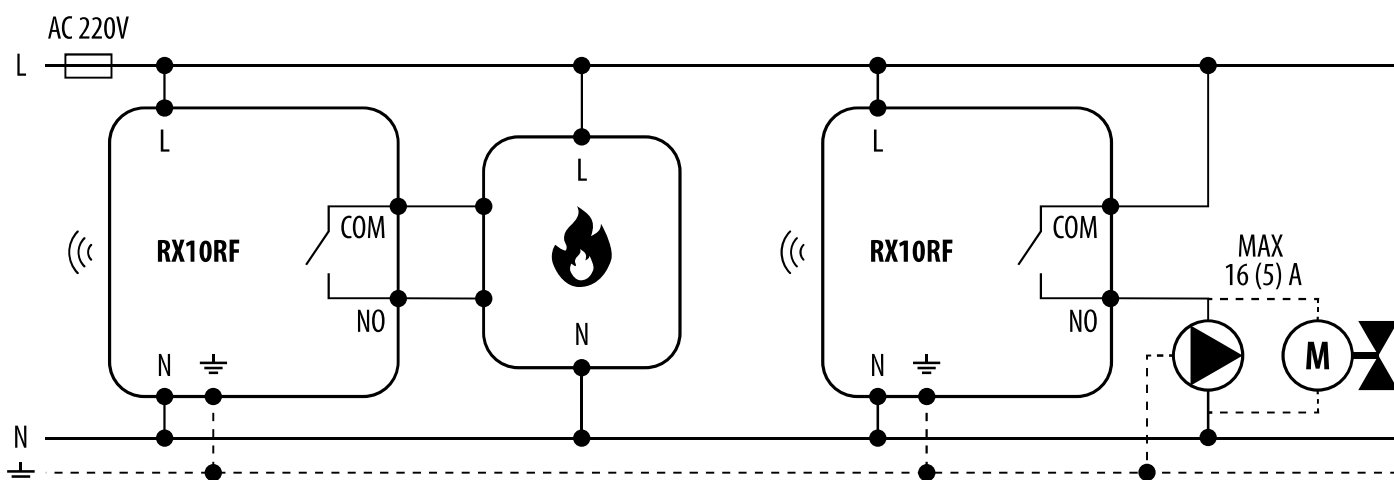 AC 220V
L
L
L
L
COM
COM
RX10RF
RX10RF
MAX
16 (5) A
NO
NO
N
N
N
M
N